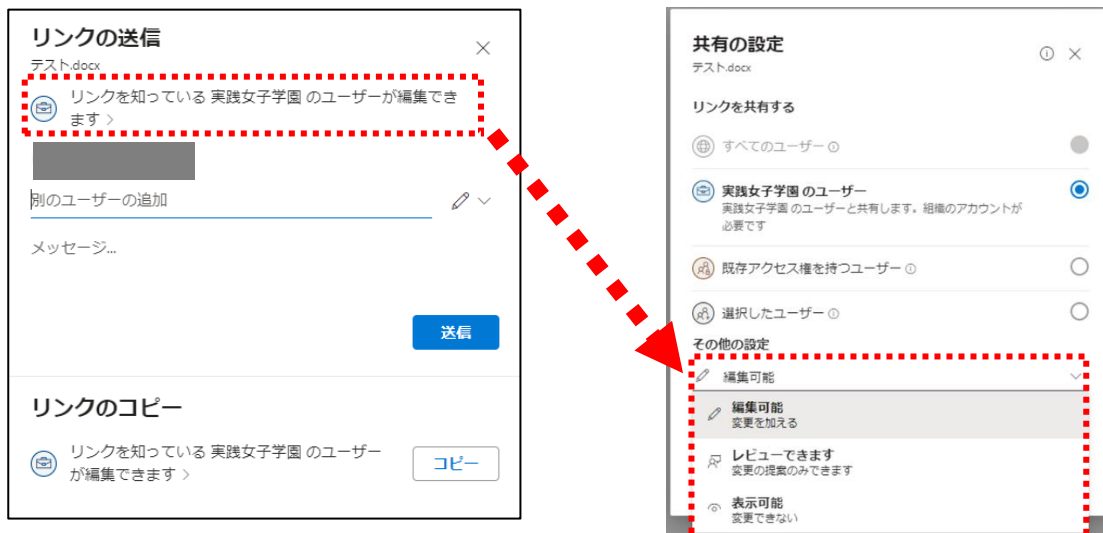 リンクの送信
テスト.docx
リンクを知っている 実践女子学園 のユーザーが編集でき
ます >
別のユーザーの追加
メッセージ...
送信
リンクのコピー
リンクを知っている 実践女子学園 のユーザー
が編集できます >
コピー
共有の設定
テスト.docx
リンクを共有する
すべてのユーザー
実践女子学園 のユーザー
実践女子学園 のユーザーと共有します。組織のアカウントが
必要です
既存アクセス権を持つユーザー
選択したユーザー
その他の設定
編集可能
編集可能
変更を加える
レビューできます
変更の提案のみできます
表示可能
変更できない